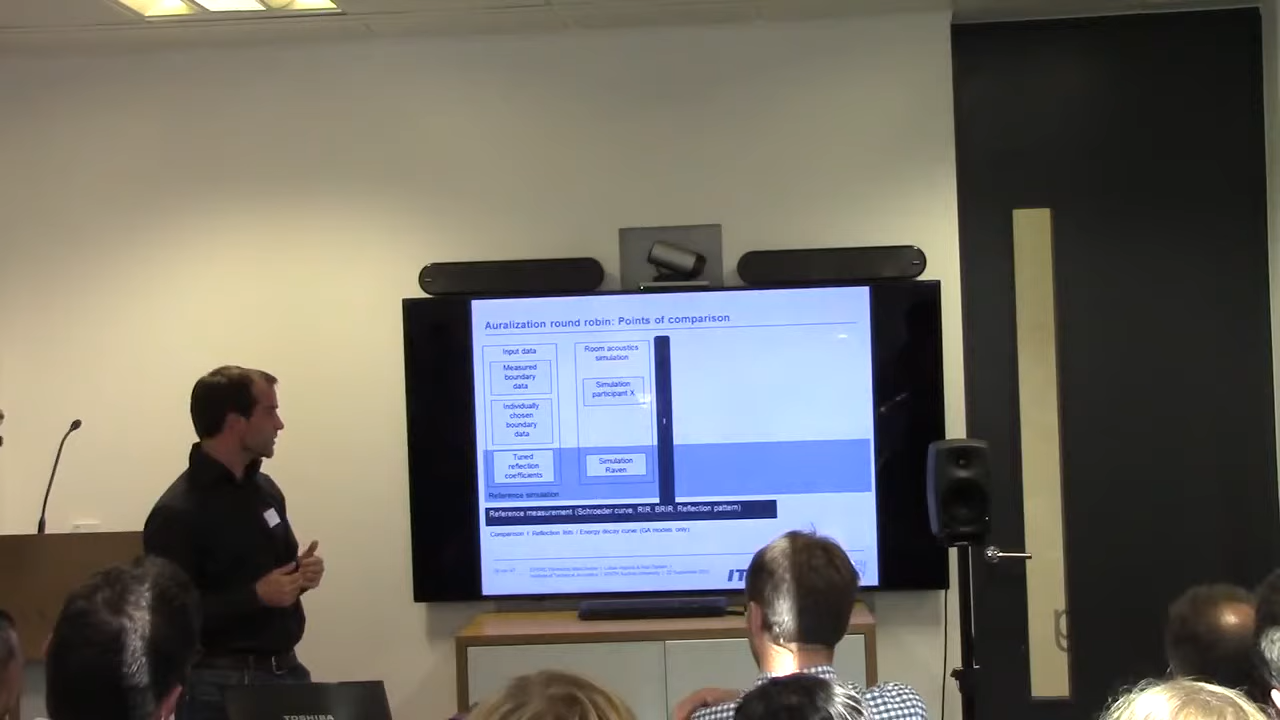 Auralization round robin: Points of comparison
Input data
Measured
boundary
data
Individually
chosen
boundary
data
Tuned
reflection
coefficients
Reference simulation
Room acoustics
simulation
Simulation
participant X
Simulation
Raven
Reference measurement (Schroeder curve, RIR, BRIR, Reflection pattern)
Reflection lists / Energy decay curve (GA models only)
IT
TOSHIBA